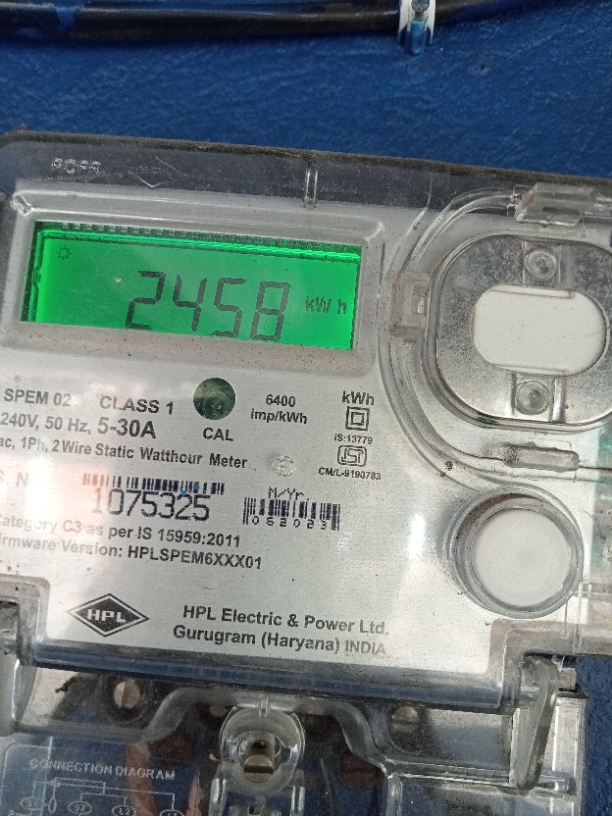 2458 kWh
SPEM 02 CLASS 1
6400
imp/kWh
kWh
240V, 50 Hz, 5-30A
CAL
IS:13779
ac, 1Ph, 2 Wire Static Watthour Meter
CM/L-9190783
S. N
1075325
M/Yr.
062023
Category C3 as per IS 15959:2011
Firmware Version: HPLSPEM6XXX01
HPL
HPL Electric & Power Ltd.
Gurugram (Haryana) INDIA
CONNECTION DIAGRAM